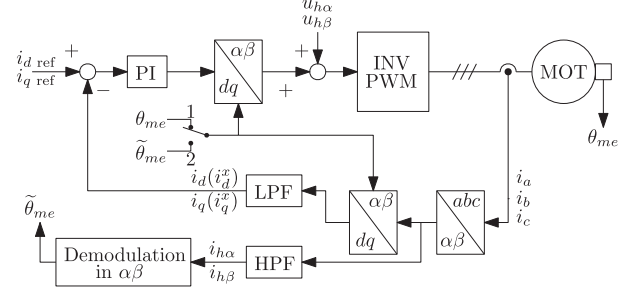 u_{hα}
u_{hβ}
i_{d ref}
i_{q ref}
+
−
PI
αβ
dq
+
+
INV
PWM
MOT
θ_{me}
θ_{me}
1
θ̃_{me}
2
i_d(i_d^x)
i_q(i_q^x)
LPF
αβ
dq
abc
αβ
i_a
i_b
i_c
θ̃_{me}
Demodulation
in αβ
i_{hα}
i_{hβ}
HPF